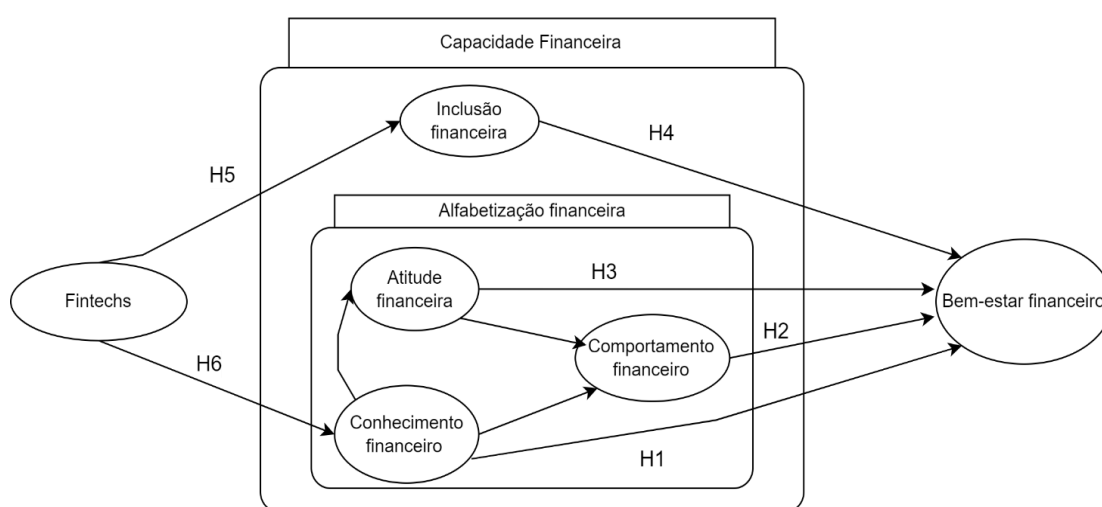 Capacidade Financeira
Inclusão
financeira
H4
H5
Alfabetização financeira
Atitude
financeira
H3
Fintechs
Bem-estar financeiro
H2
Comportamento
financeiro
H6
Conhecimento
financeiro
H1